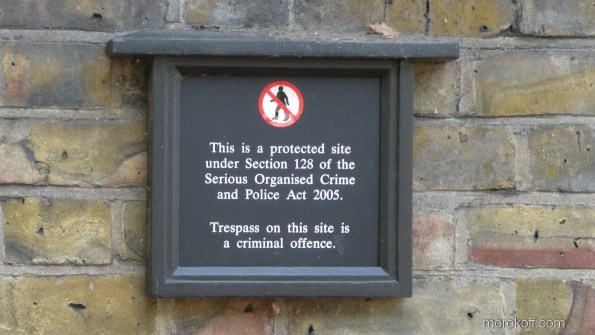 This is a protected site
under Section 128 of the
Serious Organised Crime
and Police Act 2005.
Trespass on this site is
a criminal offence.
morokoff.com